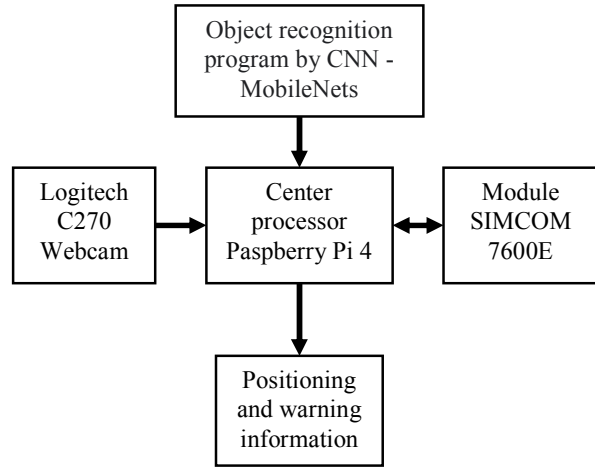 Object recognition
program by CNN -
MobileNets
Logitech
C270
Webcam
Center
processor
Paspberry Pi 4
Module
SIMCOM
7600E
Positioning
and warning
information